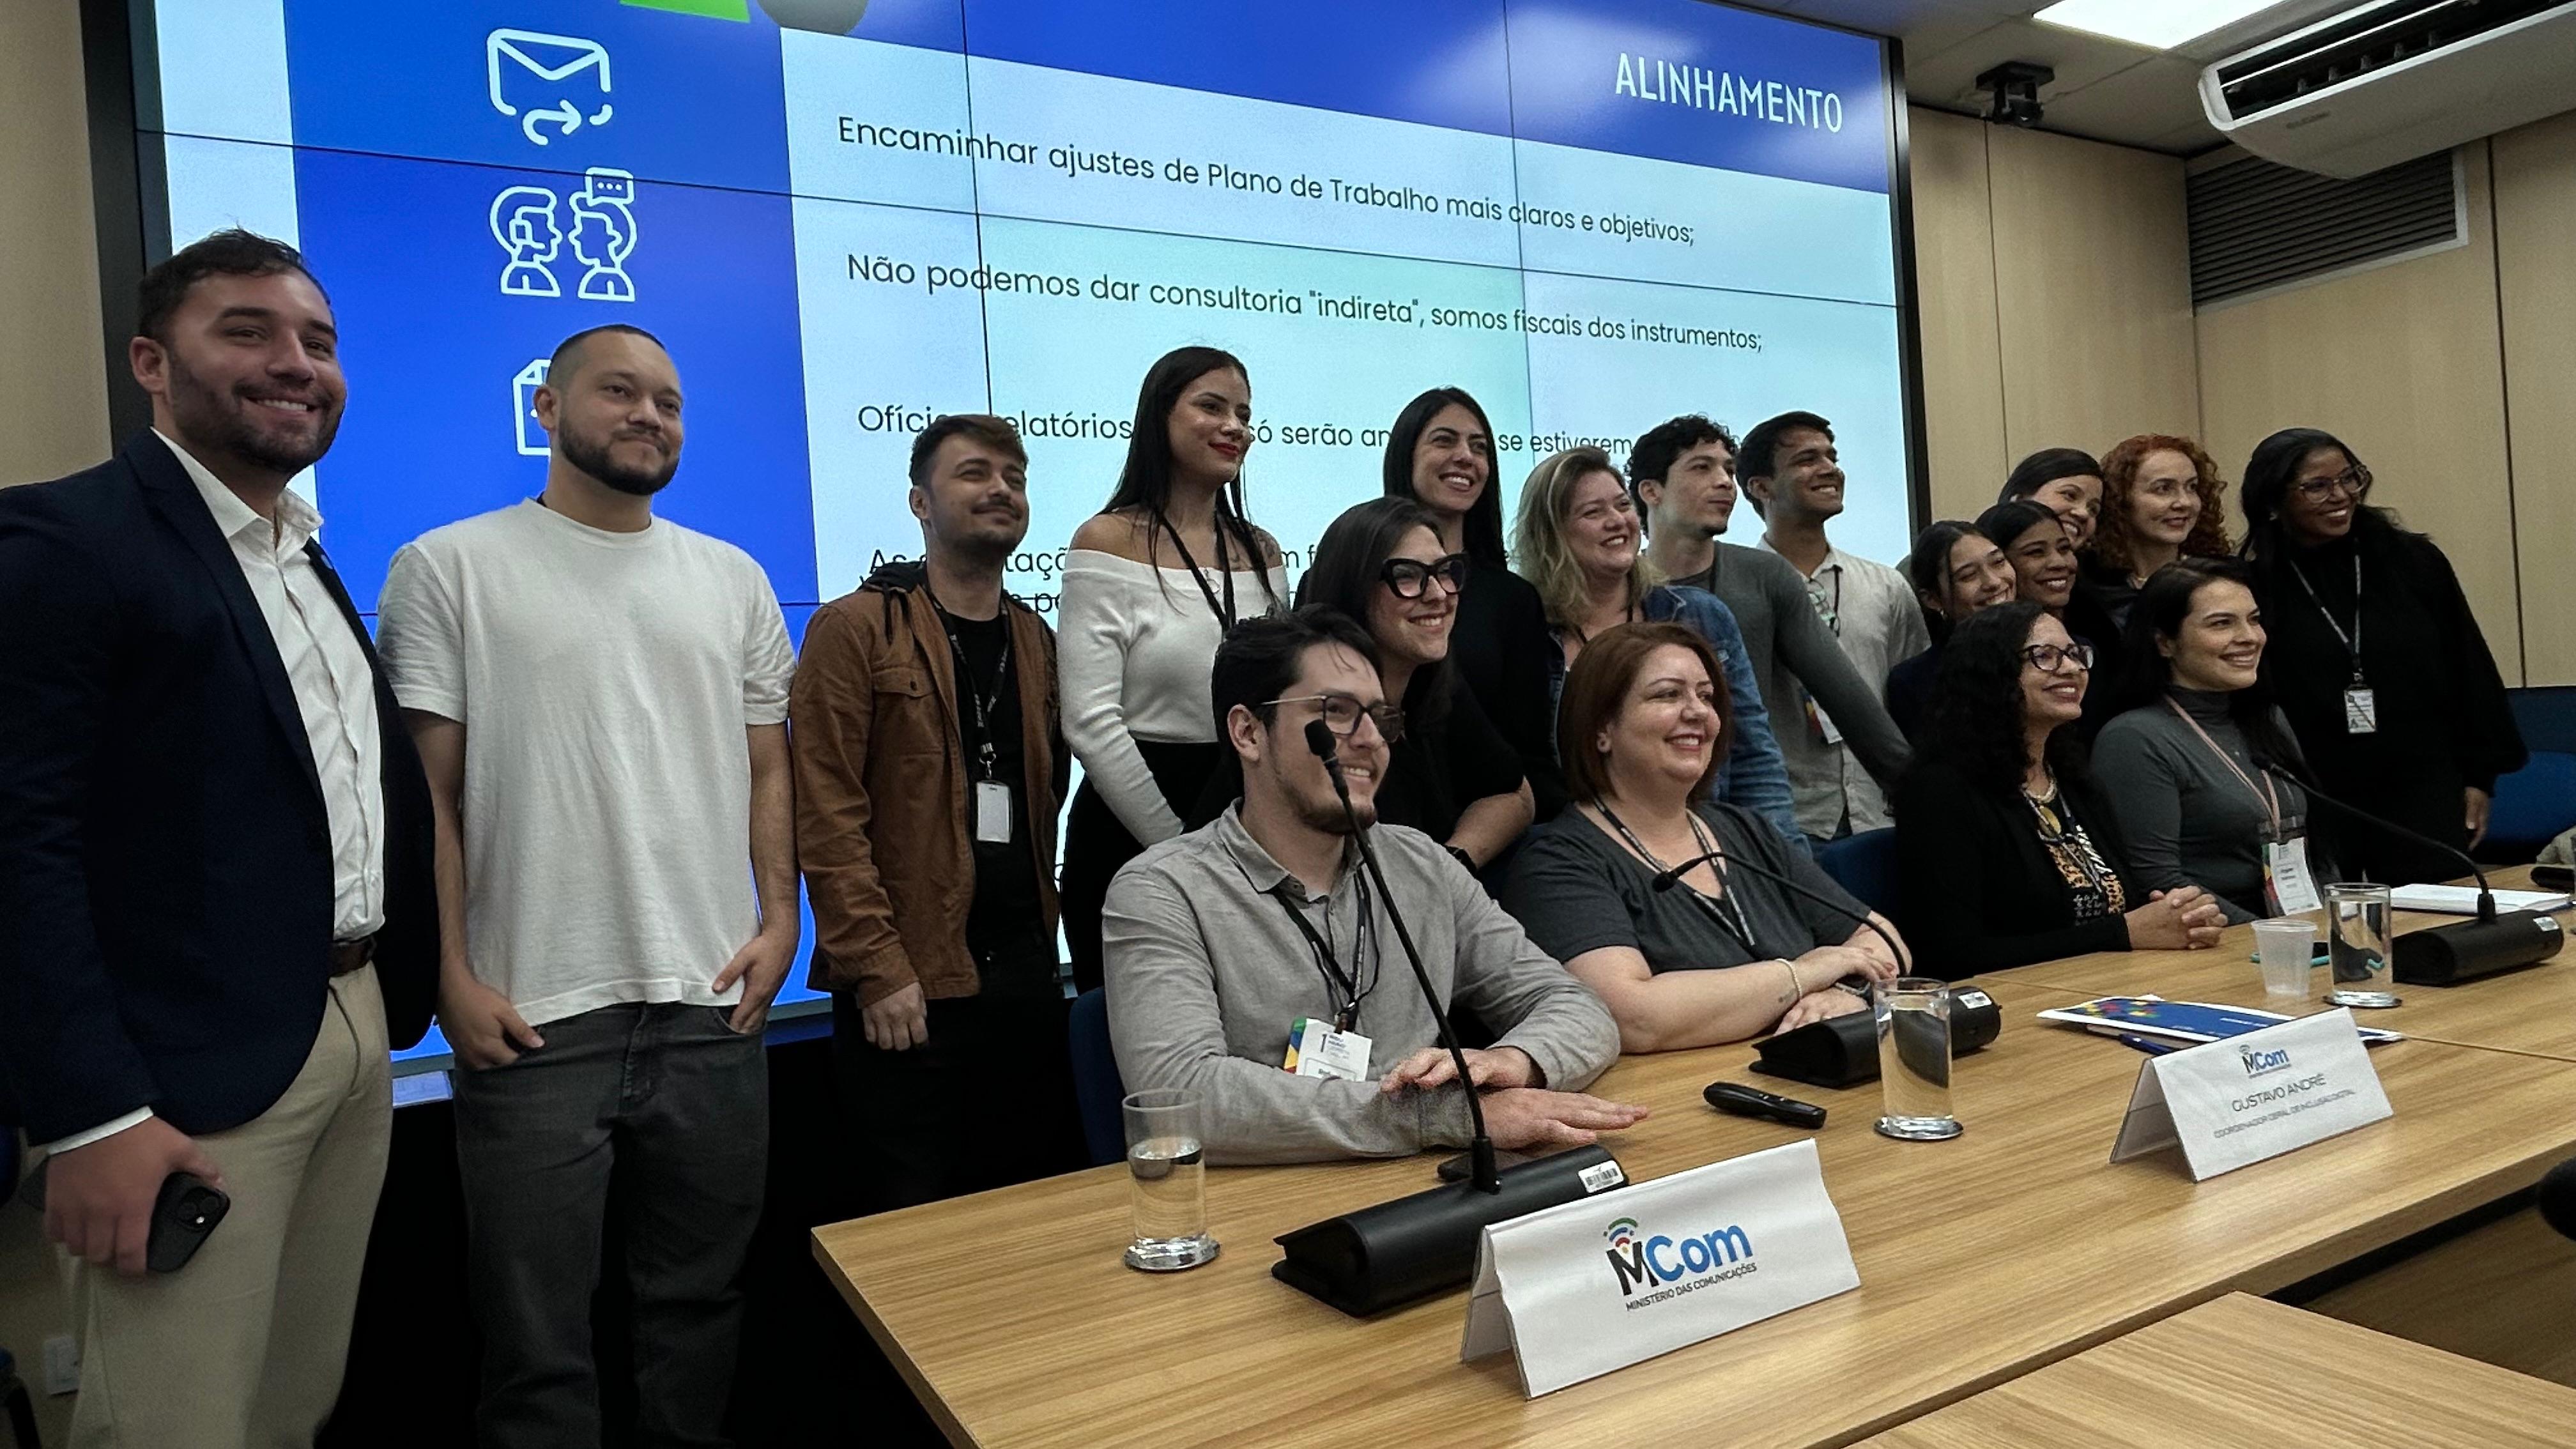 ALINHAMENTO
Encaminhar ajustes de Plano de Trabalho mais claros e objetivos;
Não podemos dar consultoria "indireta", somos fiscais dos instrumentos;
só serão se estiverem
MCom
GUSTAVO ANDRÉ
COORDENADOR GERAL DE INCLUSÃO DIGITAL
MCom
MINISTÉRIO DAS COMUNICAÇÕES